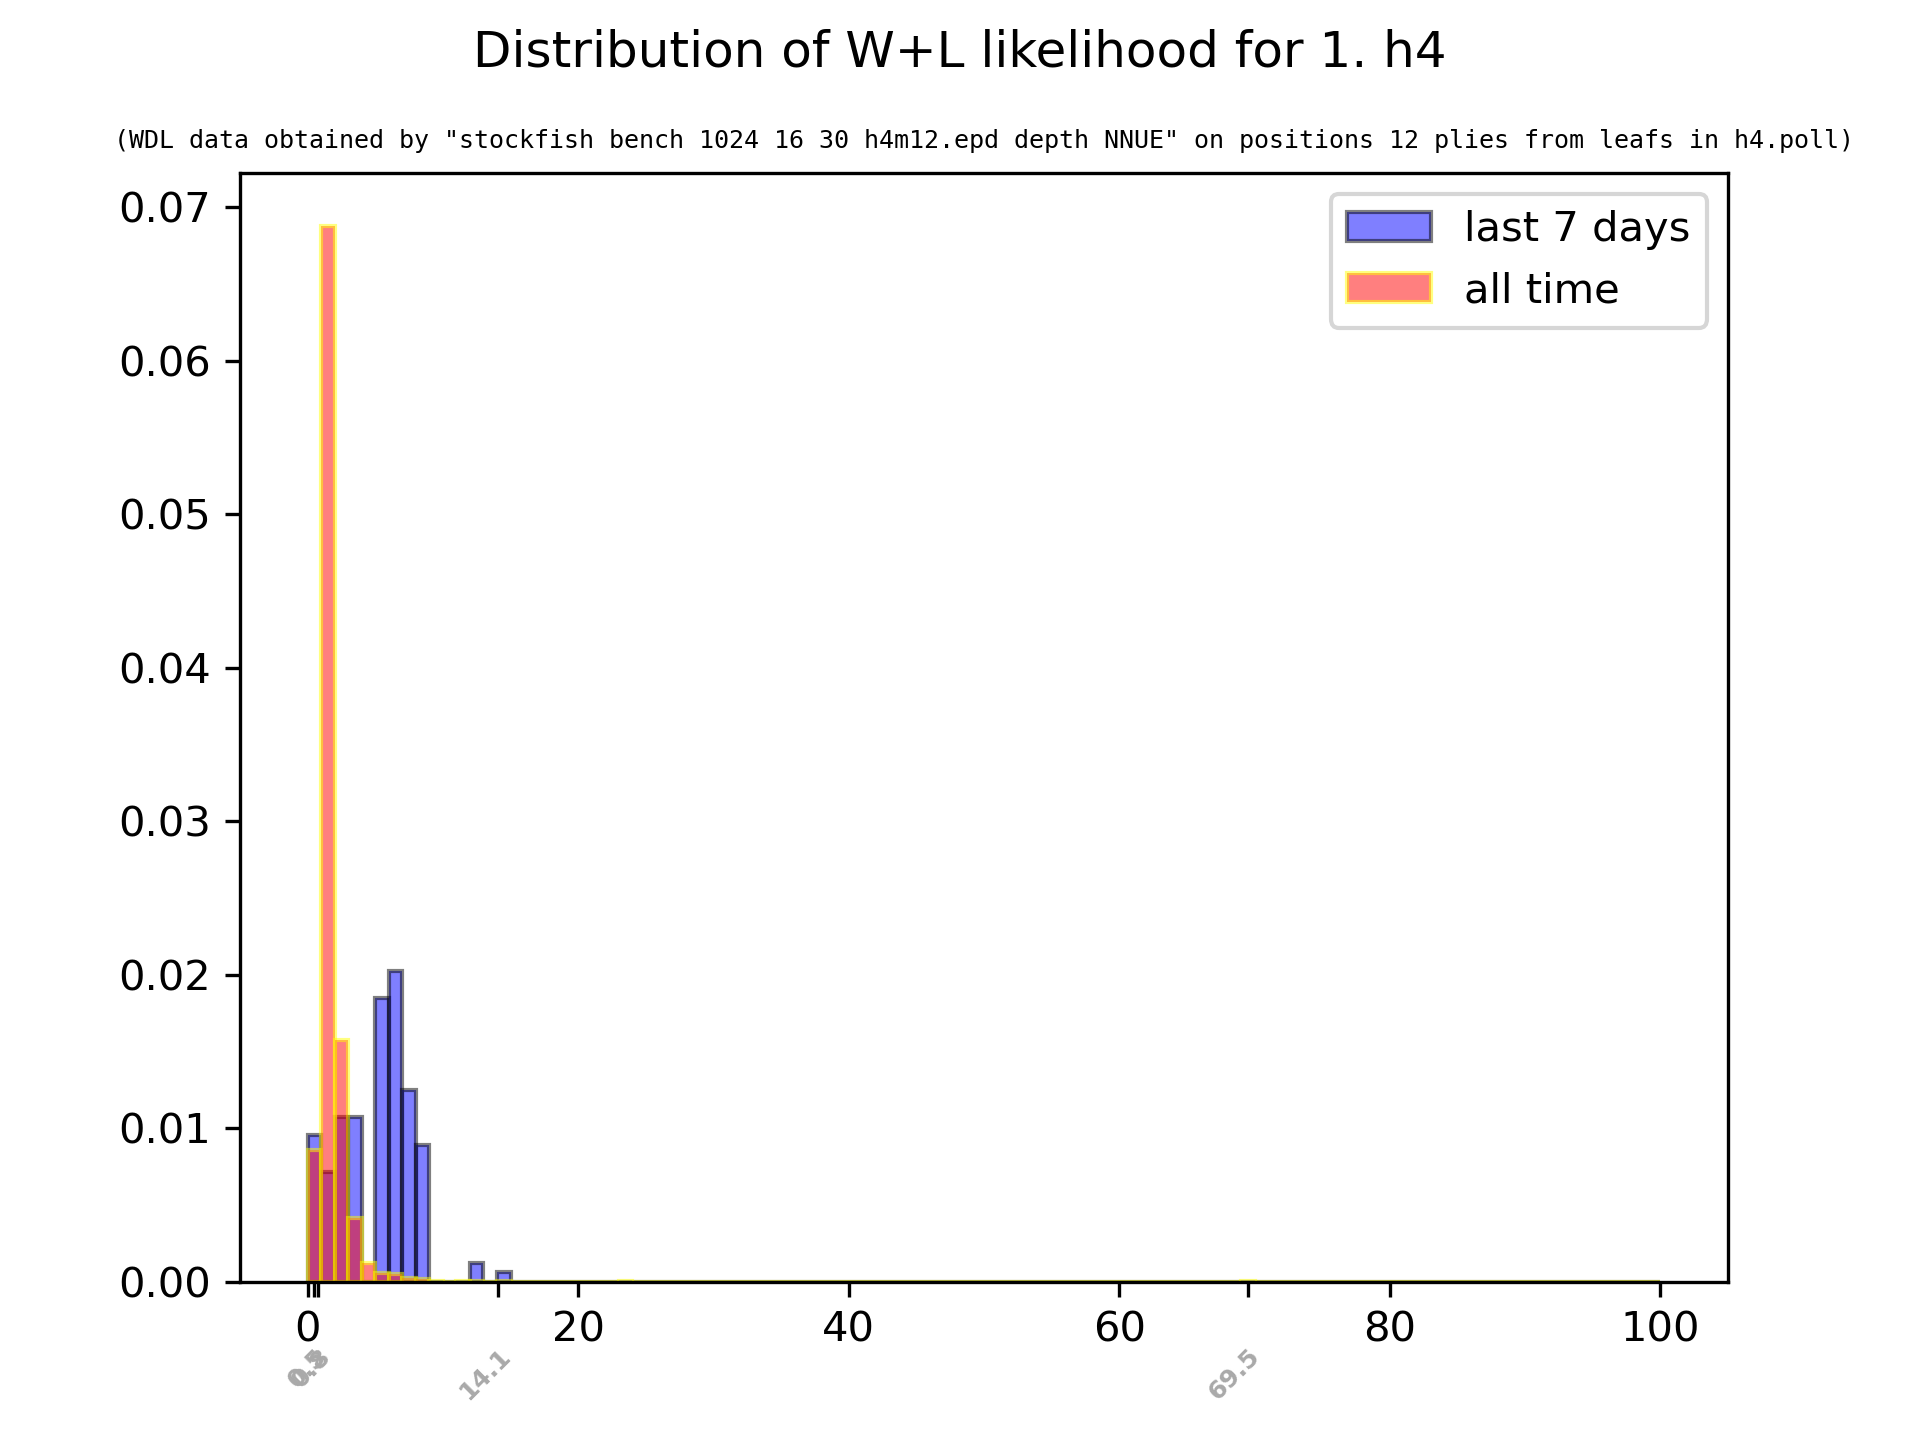 Distribution of W+L likelihood for 1. h4
(WDL data obtained by "stockfish bench 1024 16 30 h4m12.epd depth NNUE" on positions 12 plies from leafs in h4.poll)
last 7 days
all time
0.07
0.06
0.05
0.04
0.03
0.02
0.01
0.00
0 20 40 60 80 100
14.1 69.5